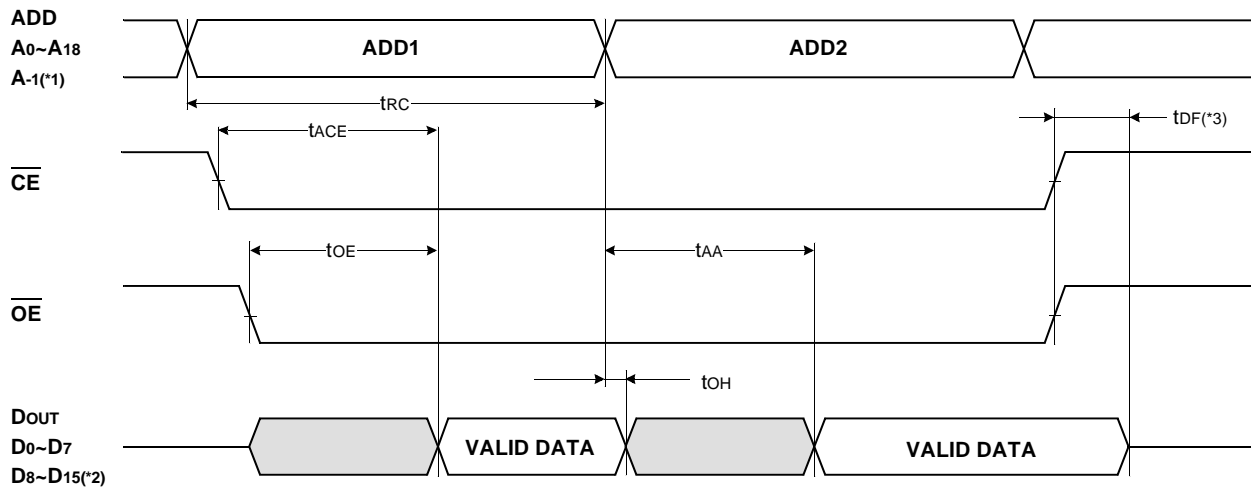 ADD
A0~A18
A-1(*1)
ADD1
ADD2
tRC
tACE
tDF(*3)
CE
tOE
tAA
OE
tOH
DOUT
D0~D7
D8~D15(*2)
VALID DATA
VALID DATA